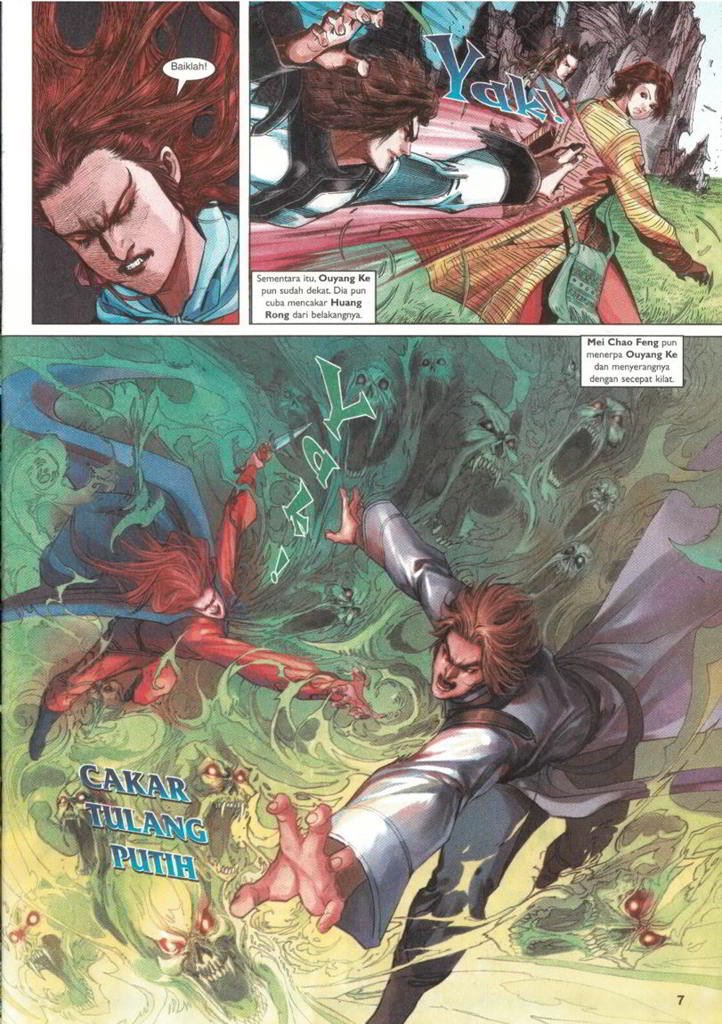 Baiklah!
Yak!
Sementara itu, Ouyang Ke
pun sudah dekat. Dia pun
cuba mencakar Huang
Rong dari belakangnya.
Mei Chao Feng pun
menerpa Ouyang Ke
dan menyerangnya
dengan secepat kilat.
CAKAR
TULANG
PUTIH
7